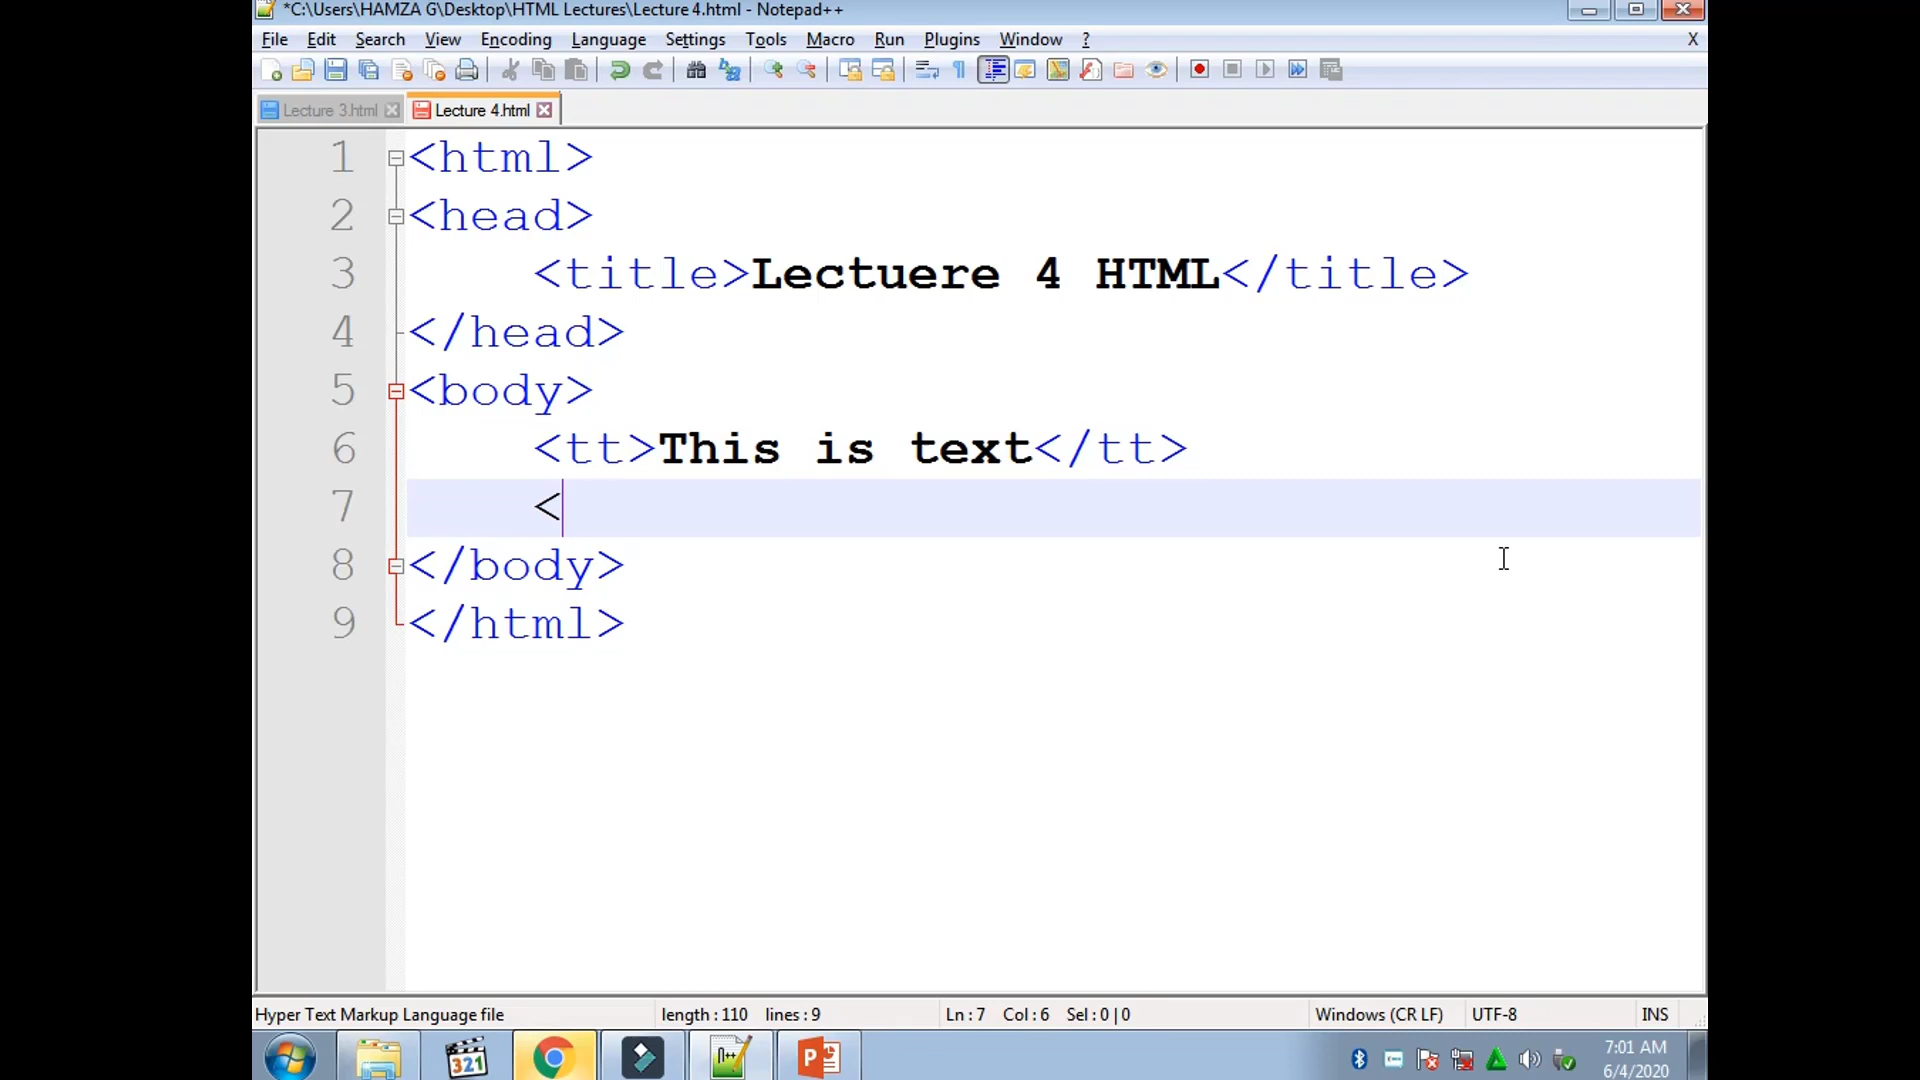 *C:\Users\HAMZA G\Desktop\HTML Lectures\Lecture 4.html - Notepad++
File Edit Search View Encoding Language Settings Tools Macro Run Plugins Window ? X
Lecture 3.html Lecture 4.html
1 <html>
2 <head>
3 <title>Lectuere 4 HTML</title>
4 </head>
5 <body>
6 <tt>This is text</tt>
7 <
8 </body>
9 </html>
Hyper Text Markup Language file length : 110 lines : 9 Ln : 7 Col : 6 Sel : 0 | 0 Windows (CR LF) UTF-8 INS
321 n++ P
7:01 AM
6/4/2020